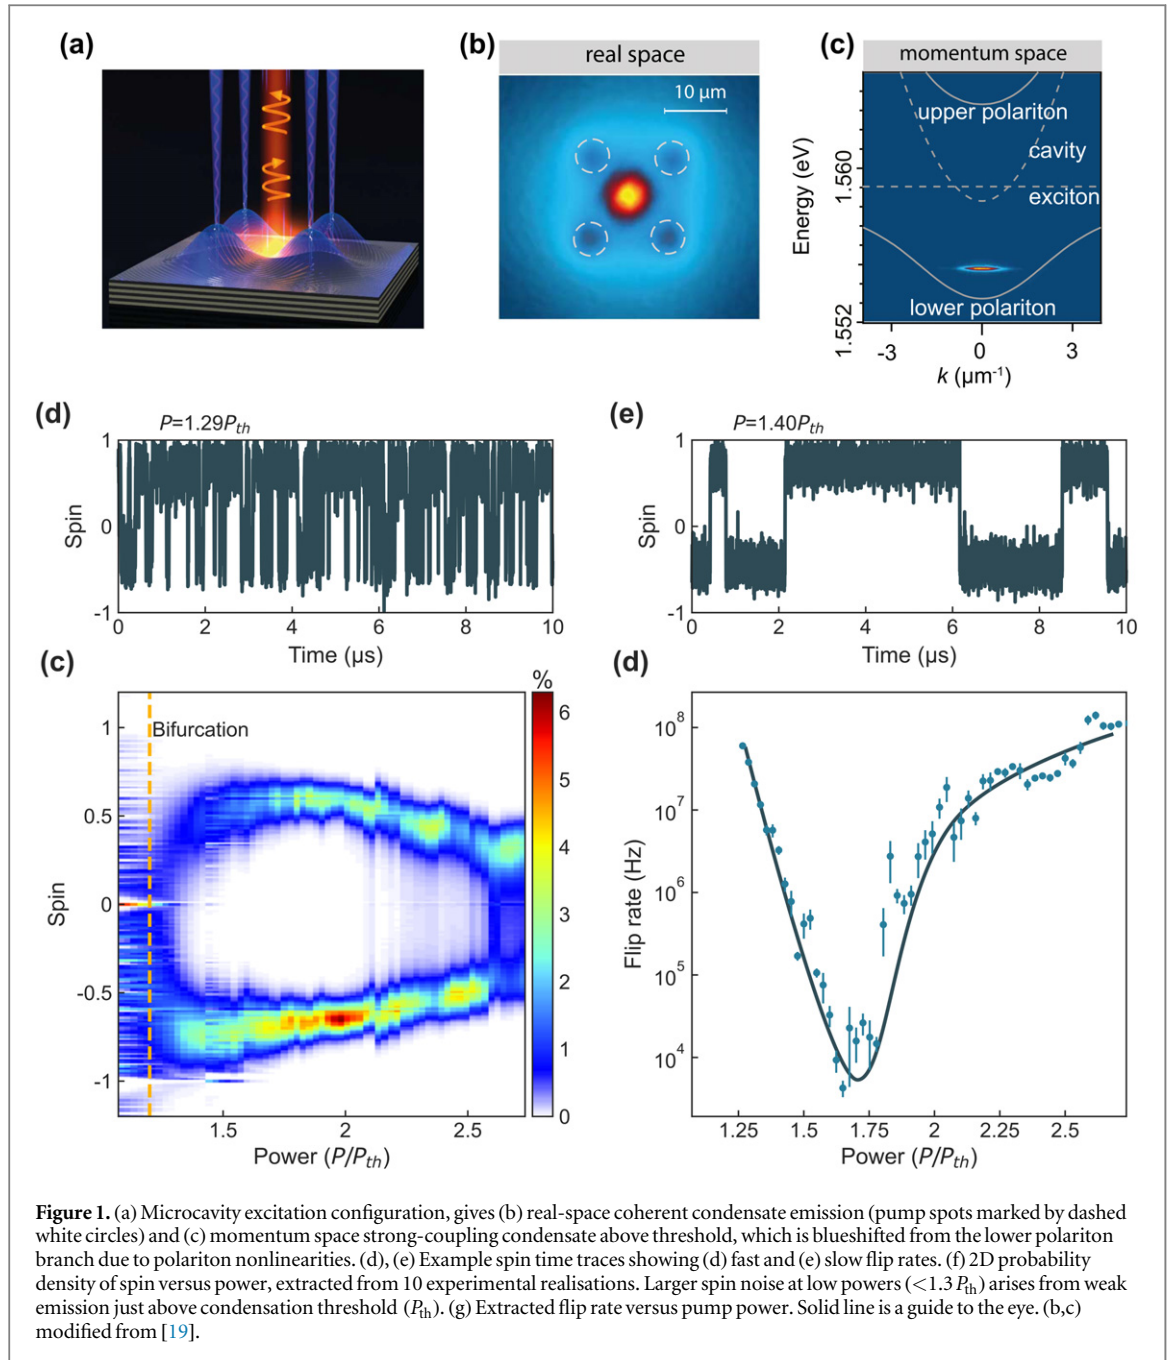 (a)
(b)
real space
10 µm
(c)
momentum space
upper polariton
cavity
exciton
lower polariton
Energy (eV)
1.560
1.552
-3 0 3
k (µm⁻¹)
(d)
P=1.29Pth
Spin
1
0
-1
0 2 4 6 8 10
Time (µs)
(e)
P=1.40Pth
Spin
1
0
-1
0 2 4 6 8 10
Time (µs)
(c)
Bifurcation
Spin
1
0.5
0
-0.5
-1
1.5 2 2.5
Power (P/Pth)
%
6
5
4
3
2
1
0
(d)
Flip rate (Hz)
10⁸
10⁷
10⁶
10⁵
10⁴
1.25 1.5 1.75 2 2.25 2.5
Power (P/Pth)
Figure 1. (a) Microcavity excitation configuration, gives (b) real-space coherent condensate emission (pump spots marked by dashed
white circles) and (c) momentum space strong-coupling condensate above threshold, which is blueshifted from the lower polariton
branch due to polariton nonlinearities. (d), (e) Example spin time traces showing (d) fast and (e) slow flip rates. (f) 2D probability
density of spin versus power, extracted from 10 experimental realisations. Larger spin noise at low powers (<1.3 Pth) arises from weak
emission just above condensation threshold (Pth). (g) Extracted flip rate versus pump power. Solid line is a guide to the eye. (b,c)
modified from [19].